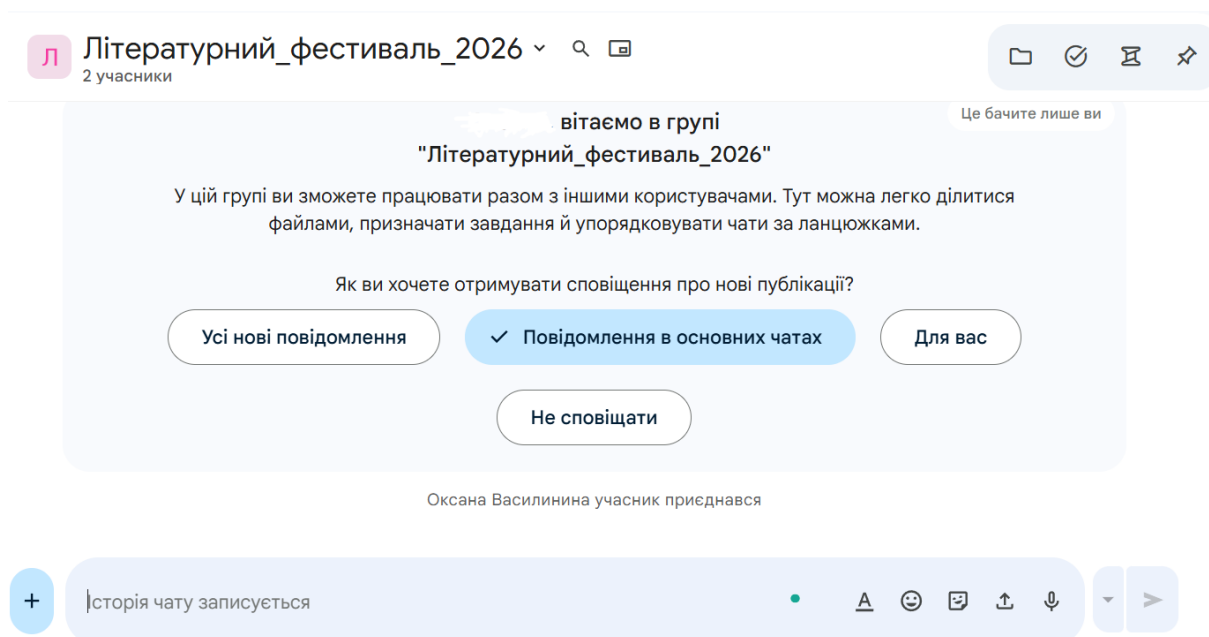 Л
Літературний_фестиваль_2026
2 учасники
Це бачите лише ви
вітаємо в групі
"Літературний_фестиваль_2026"
У цій групі ви зможете працювати разом з іншими користувачами. Тут можна легко ділитися
файлами, призначати завдання й упорядковувати чати за ланцюжками.
Як ви хочете отримувати сповіщення про нові публікації?
Усі нові повідомлення
Повідомлення в основних чатах
Для вас
Не сповіщати
Оксана Василинина учасник приєднався
Історія чату записується